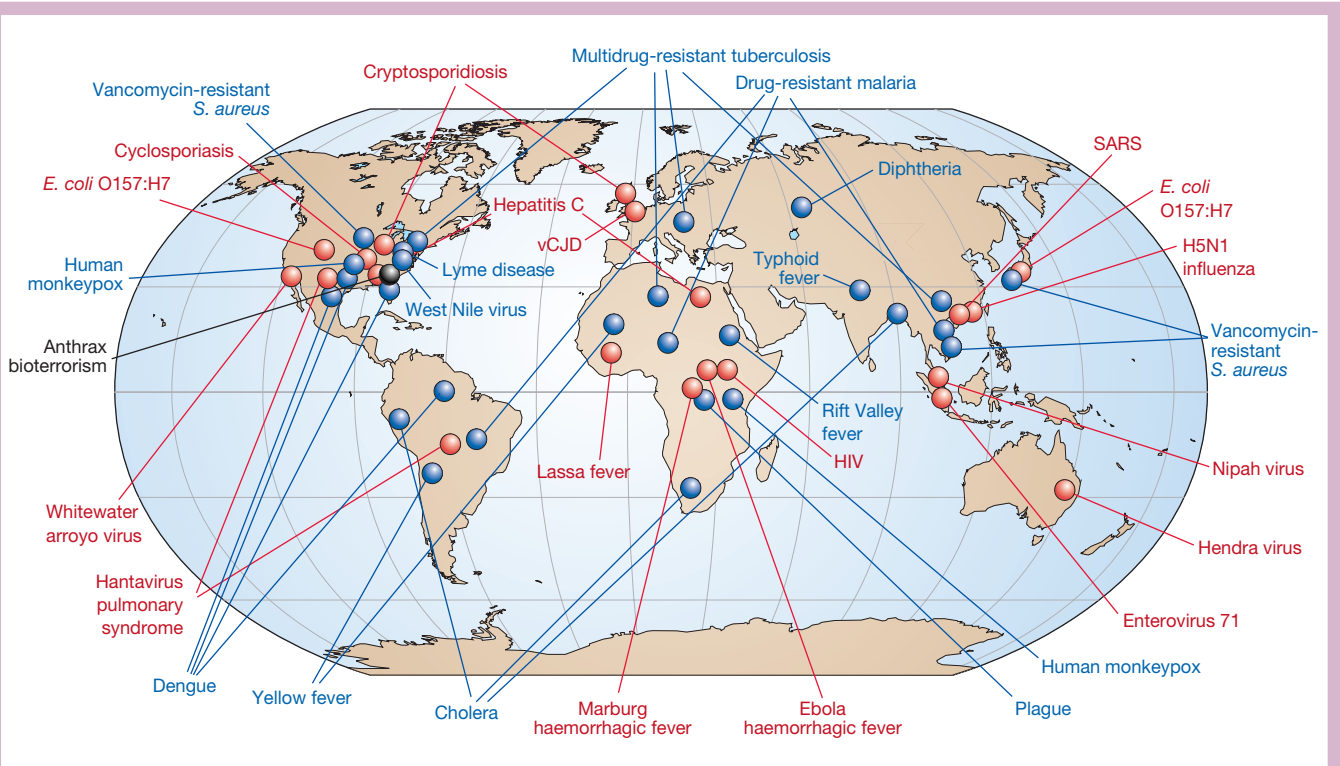 Multidrug-resistant tuberculosis
Cryptosporidiosis
Drug-resistant malaria
Vancomycin-resistant
S. aureus
Cyclosporiasis
SARS
E. coli O157:H7
Diphtheria
E. coli
O157:H7
Hepatitis C
vCJD
H5N1
influenza
Human
monkeypox
Lyme disease
Typhoid
fever
West Nile virus
Anthrax
bioterrorism
Vancomycin-
resistant
S. aureus
Rift Valley
fever
HIV
Lassa fever
Nipah virus
Whitewater
arroyo virus
Hendra virus
Hantavirus
pulmonary
syndrome
Enterovirus 71
Human monkeypox
Dengue
Yellow fever
Cholera
Marburg
haemorrhagic fever
Ebola
haemorrhagic fever
Plague